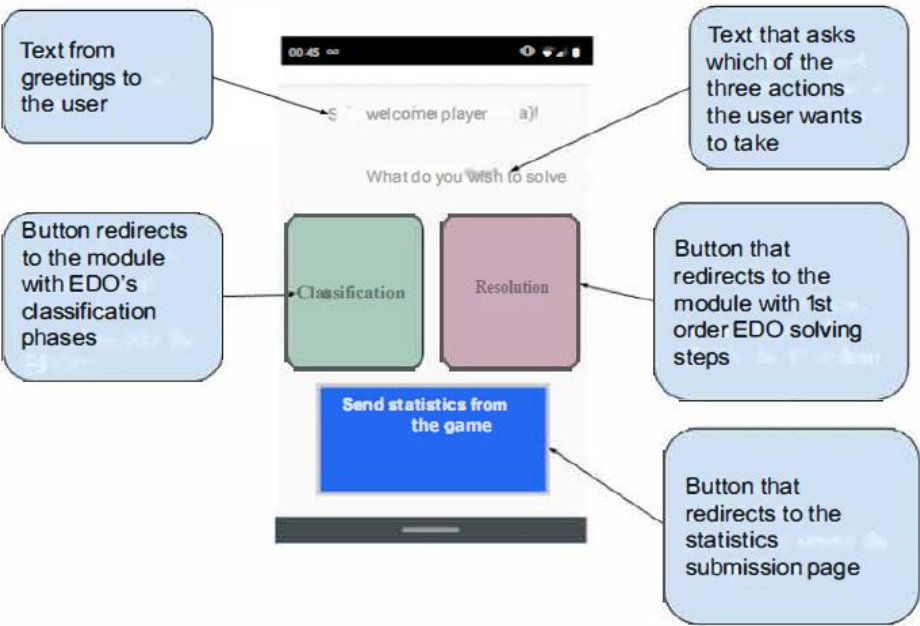 Text from
greetings to
the user
00:45
welcome player a)!
What do you wish to solve
Text that asks
which of the
three actions
the user wants
to take
Button redirects
to the module
with EDO's
classification
phases
Classification
Resolution
Button that
redirects to the
module with 1st
order EDO solving
steps
Send statistics from
the game
Button that
redirects to the
statistics
submission page